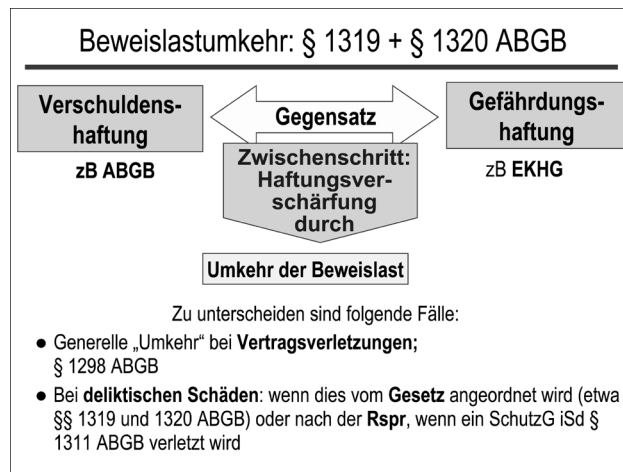 Beweislastumkehr: § 1319 + § 1320 ABGB
Verschuldens-
haftung
zB ABGB
Gegensatz
Gefährdungs-
haftung
zB EKHG
Zwischenschritt:
Haftungsver-
schärfung
durch
Umkehr der Beweislast
Zu unterscheiden sind folgende Fälle:
● Generelle „Umkehr“ bei Vertragsverletzungen;
§ 1298 ABGB
● Bei deliktischen Schäden: wenn dies vom Gesetz angeordnet wird (etwa
§§ 1319 und 1320 ABGB) oder nach der Rspr, wenn ein SchutzG iSd §
1311 ABGB verletzt wird